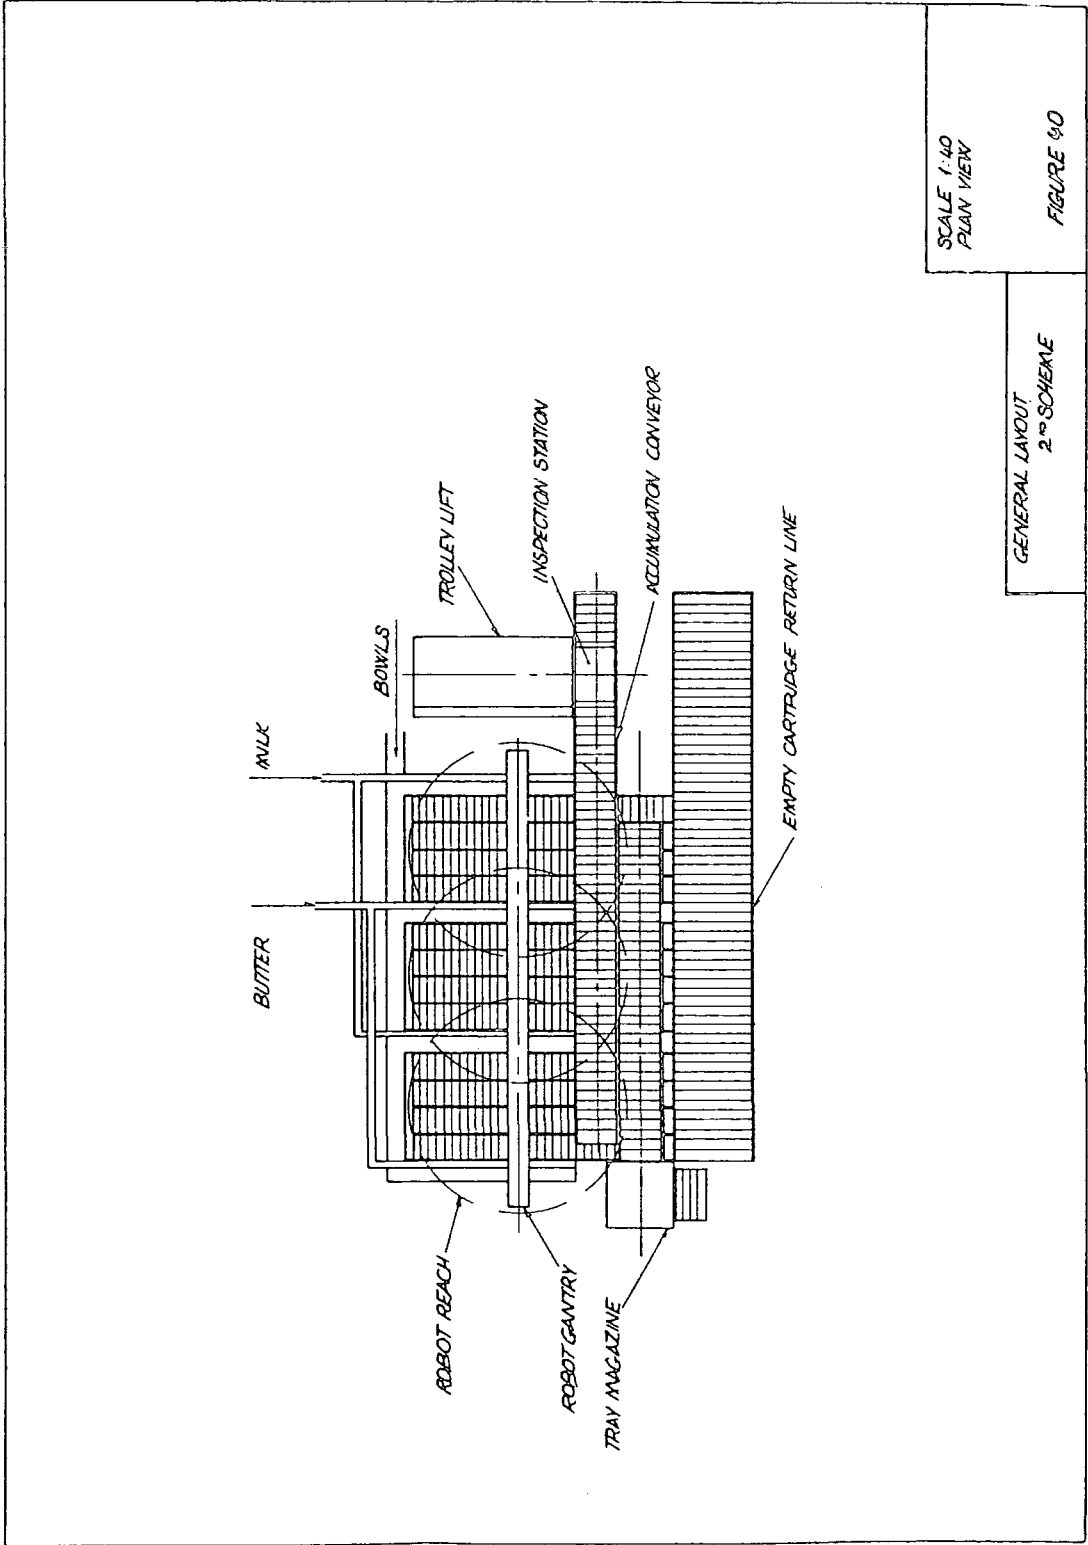 BUTTER
MILK
BOWLS
TROLLEY LIFT
INSPECTION STATION
ACCUMULATION CONVEYOR
EMPTY CARTRIDGE RETURN LINE
ROBOT REACH
ROBOT GANTRY
TRAY MAGAZINE
GENERAL LAYOUT
2ND SCHEME
SCALE 1:40
PLAN VIEW
FIGURE 40